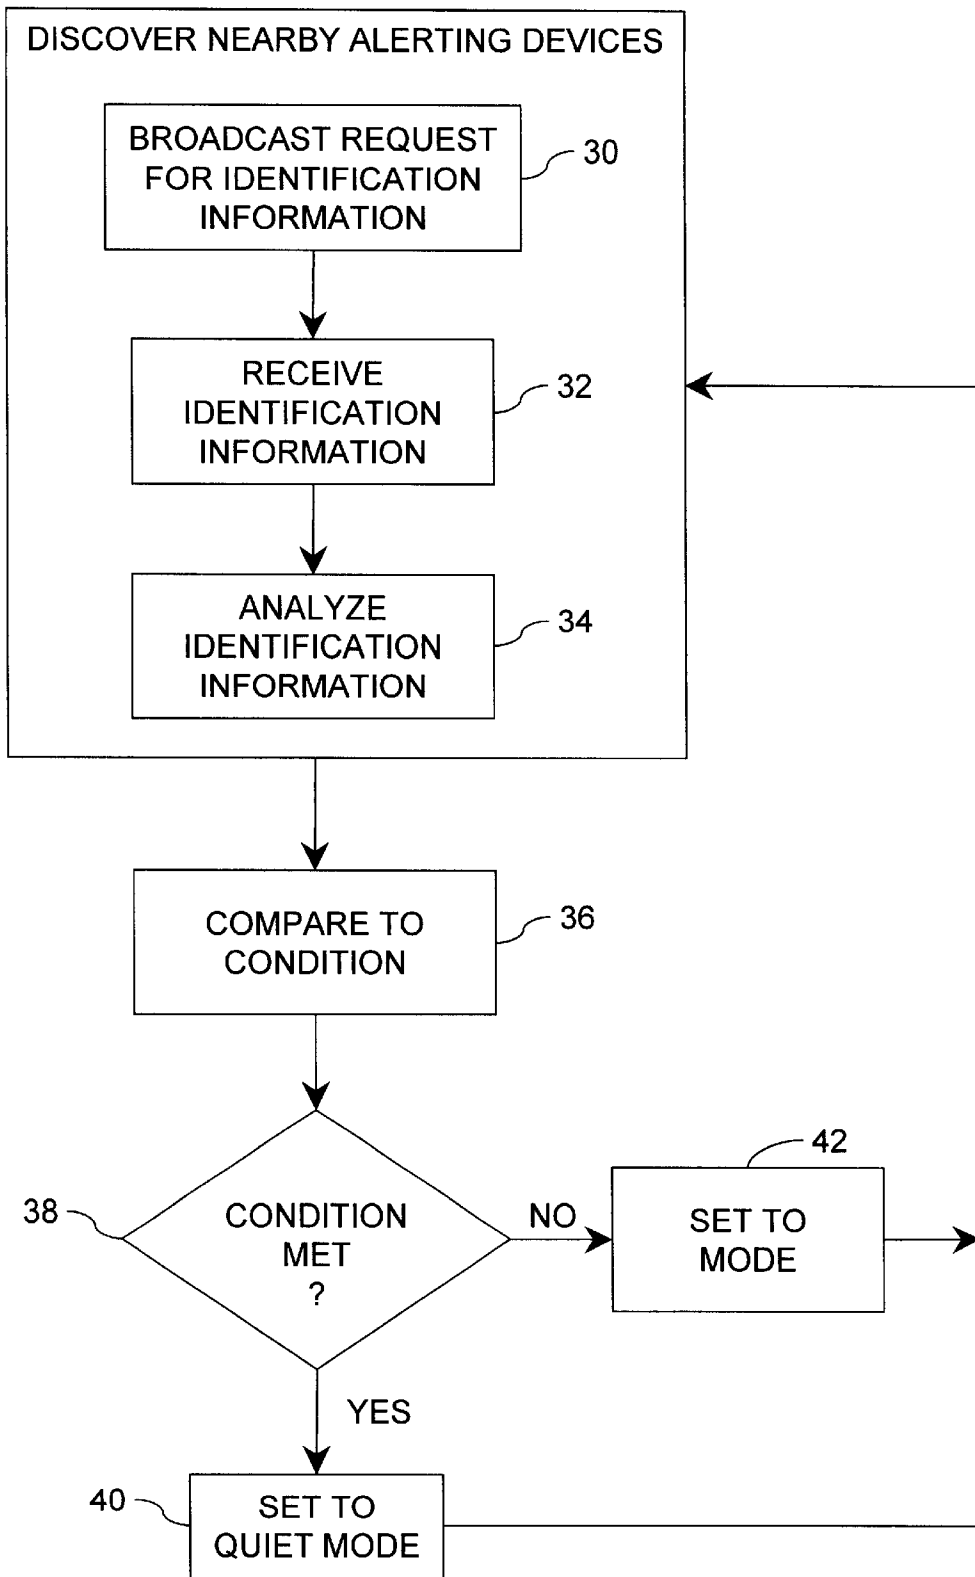 DISCOVER NEARBY ALERTING DEVICES
BROADCAST REQUEST
FOR IDENTIFICATION
INFORMATION
30
RECEIVE
IDENTIFICATION
INFORMATION
32
ANALYZE
IDENTIFICATION
INFORMATION
34
COMPARE TO
CONDITION
36
38
CONDITION
MET
?
NO
42
SET TO
MODE
YES
40
SET TO
QUIET MODE